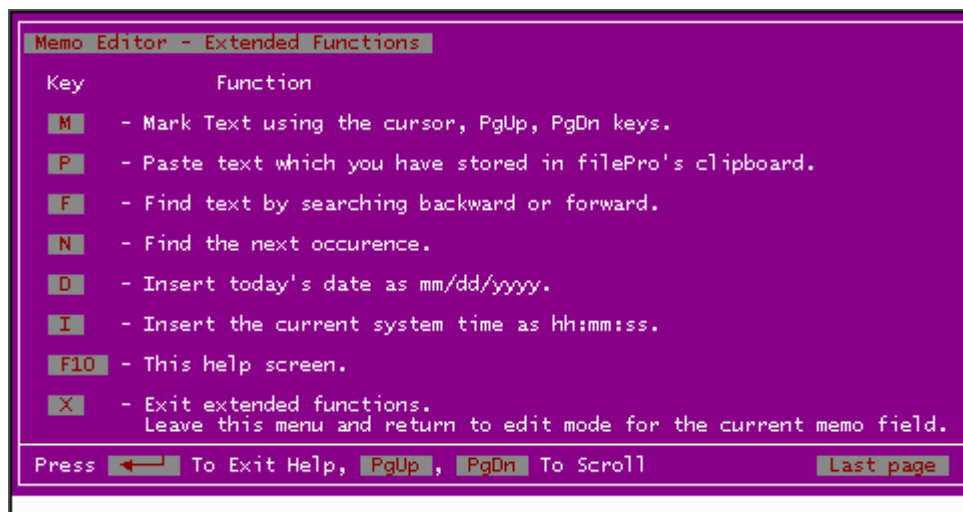 Memo Editor - Extended Functions
Key Function
M - Mark Text using the cursor, PgUp, PgDn keys.
P - Paste text which you have stored in filePro's clipboard.
F - Find text by searching backward or forward.
N - Find the next occurence.
D - Insert today's date as mm/dd/yyyy.
I - Insert the current system time as hh:mm:ss.
F10 - This help screen.
X - Exit extended functions.
Leave this menu and return to edit mode for the current memo field.
Press To Exit Help, PgUp , PgDn To Scroll Last page